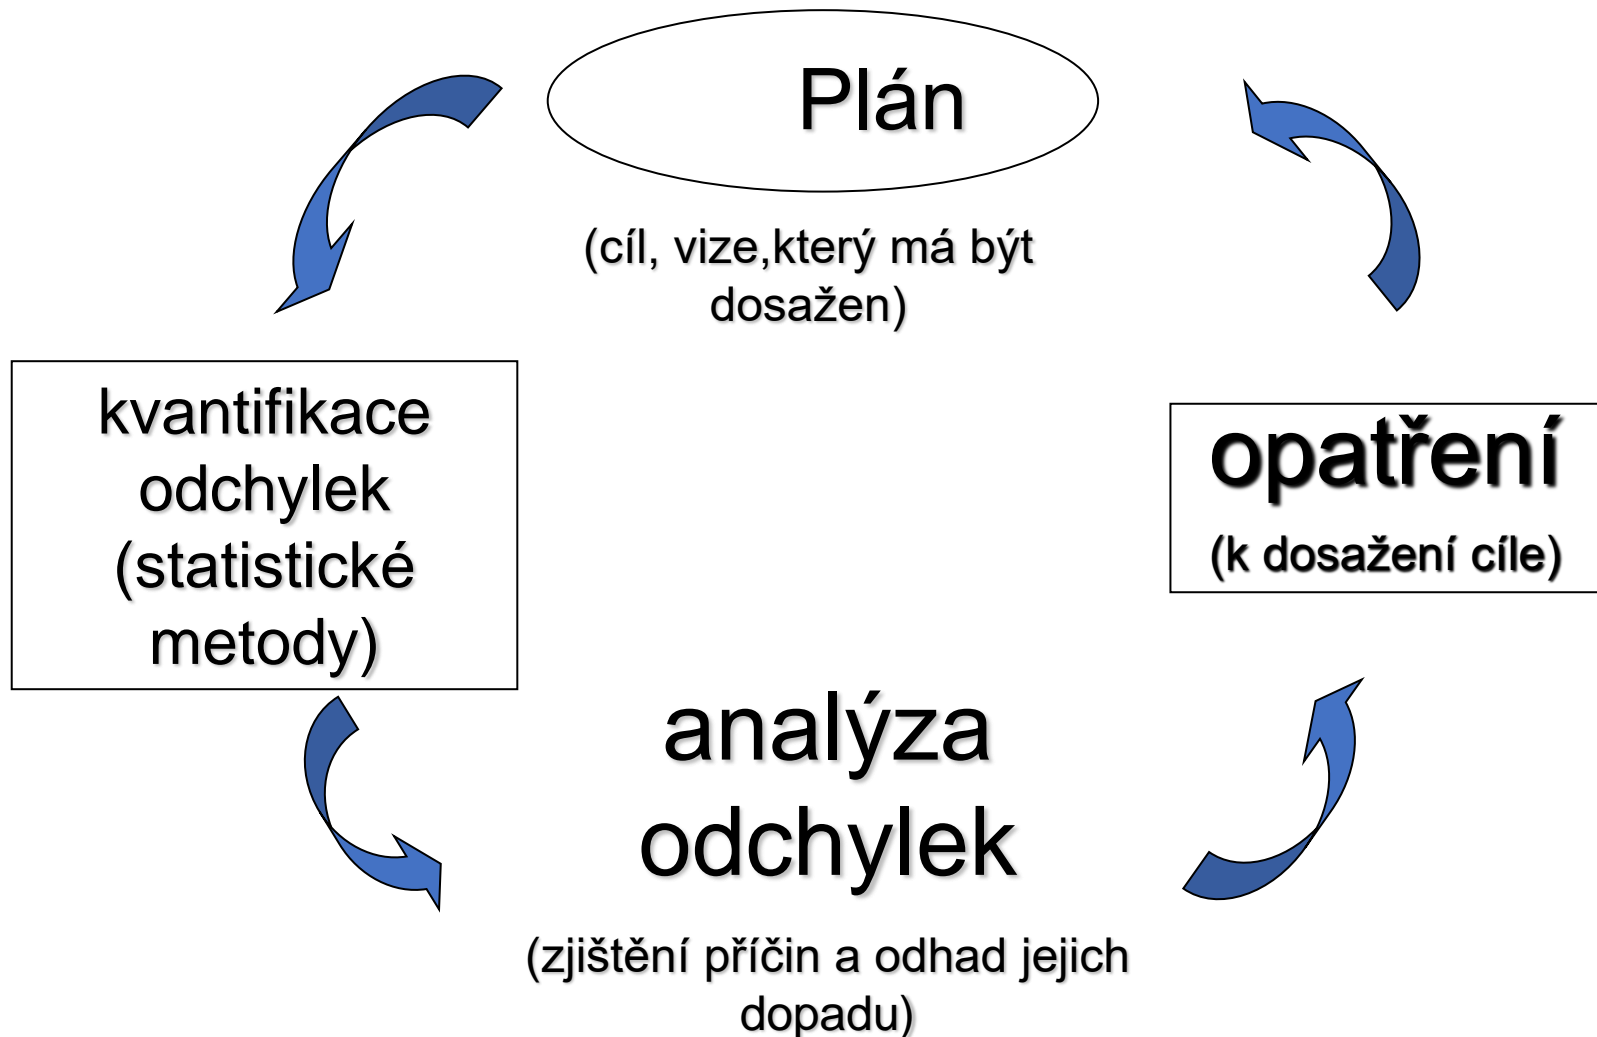 Plán
(cíl, vize,který má být
dosažen)
kvantifikace
odchylek
(statistické
metody)
opatření
(k dosažení cíle)
analýza
odchylek
(zjištění příčin a odhad jejich
dopadu)